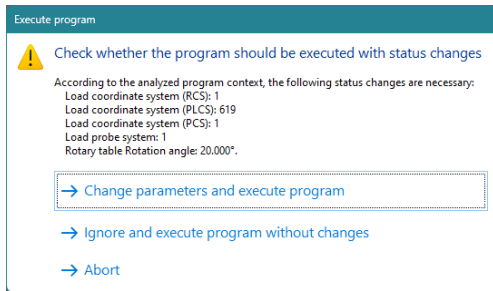 Execute program
Check whether the program should be executed with status changes
According to the analyzed program context, the following status changes are necessary:
Load coordinate system (RCS): 1
Load coordinate system (PLCS): 619
Load coordinate system (PCS): 1
Load probe system: 1
Rotary table Rotation angle: 20.000°.
Change parameters and execute program
Ignore and execute program without changes
Abort